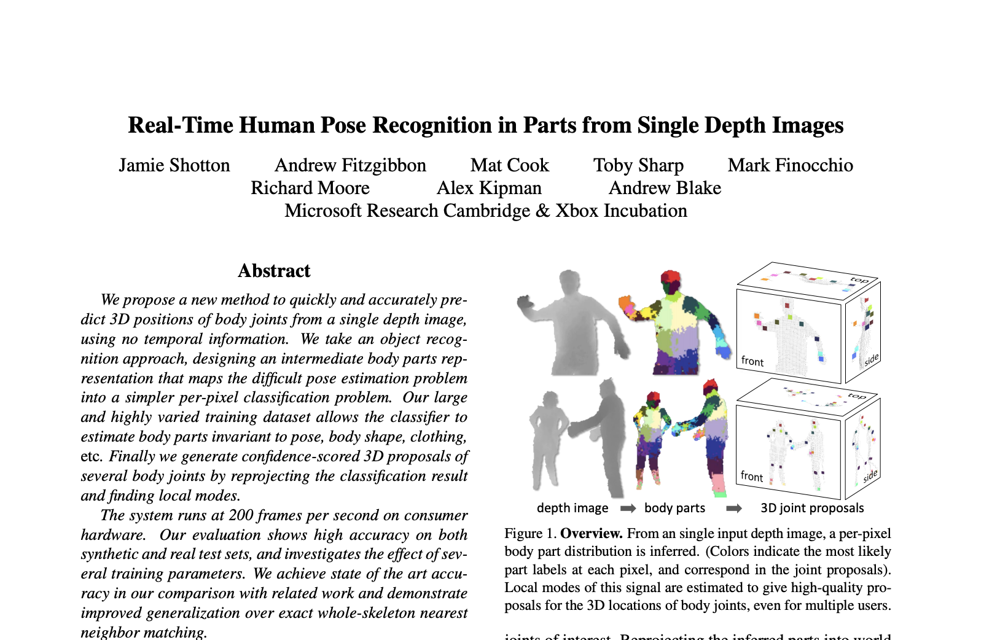 Real-Time Human Pose Recognition in Parts from Single Depth Images
Jamie Shotton Andrew Fitzgibbon Mat Cook Toby Sharp Mark Finocchio
Richard Moore Alex Kipman Andrew Blake
Microsoft Research Cambridge & Xbox Incubation
Abstract
We propose a new method to quickly and accurately pre-
dict 3D positions of body joints from a single depth image,
using no temporal information. We take an object recog-
nition approach, designing an intermediate body parts rep-
resentation that maps the difficult pose estimation problem
into a simpler per-pixel classification problem. Our large
and highly varied training dataset allows the classifier to
estimate body parts invariant to pose, body shape, clothing,
etc. Finally we generate confidence-scored 3D proposals of
several body joints by reprojecting the classification result
and finding local modes.
The system runs at 200 frames per second on consumer
hardware. Our evaluation shows high accuracy on both
synthetic and real test sets, and investigates the effect of sev-
eral training parameters. We achieve state of the art accu-
racy in our comparison with related work and demonstrate
improved generalization over exact whole-skeleton nearest
neighbor matching.
top
front
side
top
front
side
depth image body parts 3D joint proposals
Figure 1. Overview. From an single input depth image, a per-pixel
body part distribution is inferred. (Colors indicate the most likely
part labels at each pixel, and correspond in the joint proposals).
Local modes of this signal are estimated to give high-quality pro-
posals for the 3D locations of body joints, even for multiple users.
joints of interest. Reprojecting the inferred parts into world